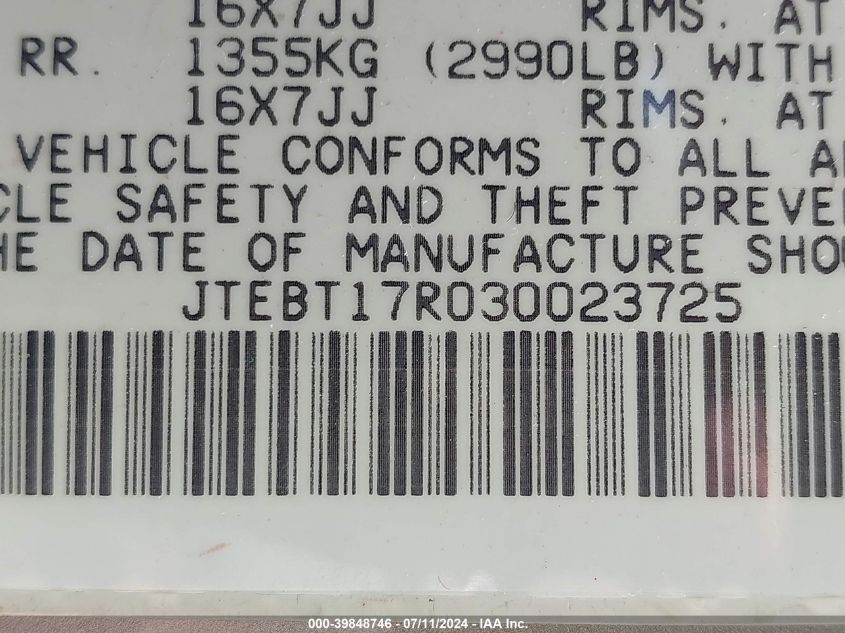 16X7JJ RIMS. AT
RR. 1355KG (2990LB) WITH
16X7JJ RIMS. AT
VEHICLE CONFORMS TO ALL
CLE SAFETY AND THEFT PREVE
HE DATE OF MANUFACTURE SHO
JTEBT17R030023725
000-39848746 - 07/11/2024 - IAA Inc.